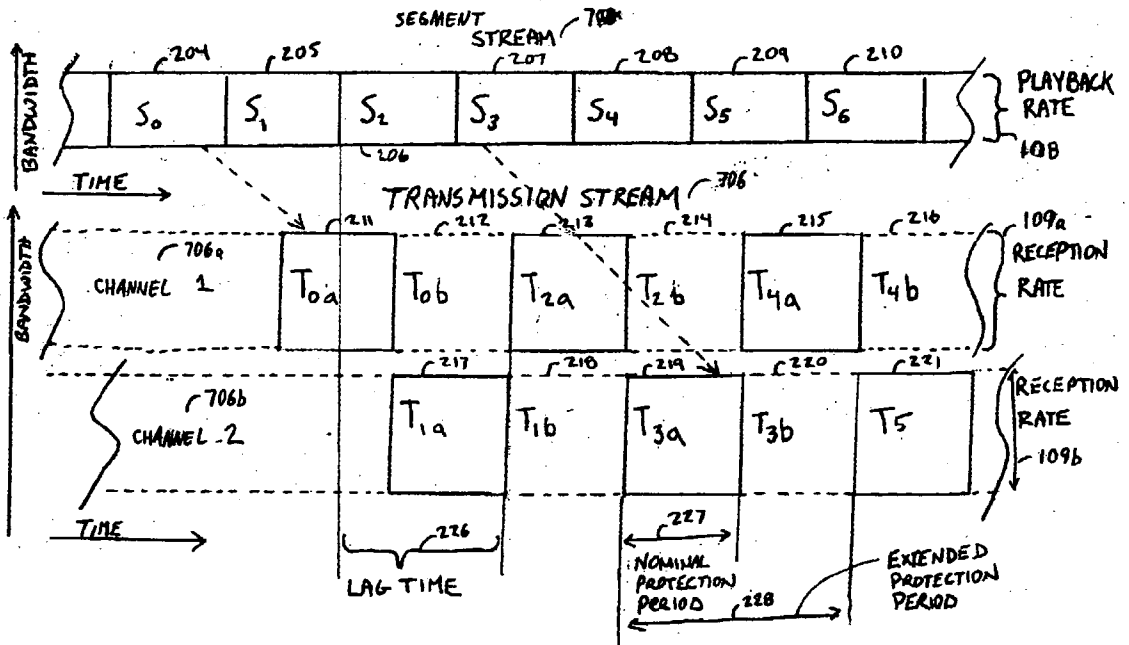 SEGMENT
STREAM
204
205
207
208
209
210
BANDWIDTH
S₀
S₁
S₂
S₃
S₄
S₅
S₆
PLAYBACK
RATE
108
206
TIME
TRANSMISSION STREAM 706
211
212
213
214
215
216
109a
BANDWIDTH
706a
CHANNEL 1
T0a
T0b
T2a
T2b
T4a
T4b
RECEPTION
RATE
217
218
219
220
221
706b
CHANNEL 2
T1a
T1b
T3a
T3b
T5
RECEPTION
RATE
109b
TIME
226
LAG TIME
227
NOMINAL
PROTECTION
PERIOD
228
EXTENDED
PROTECTION
PERIOD